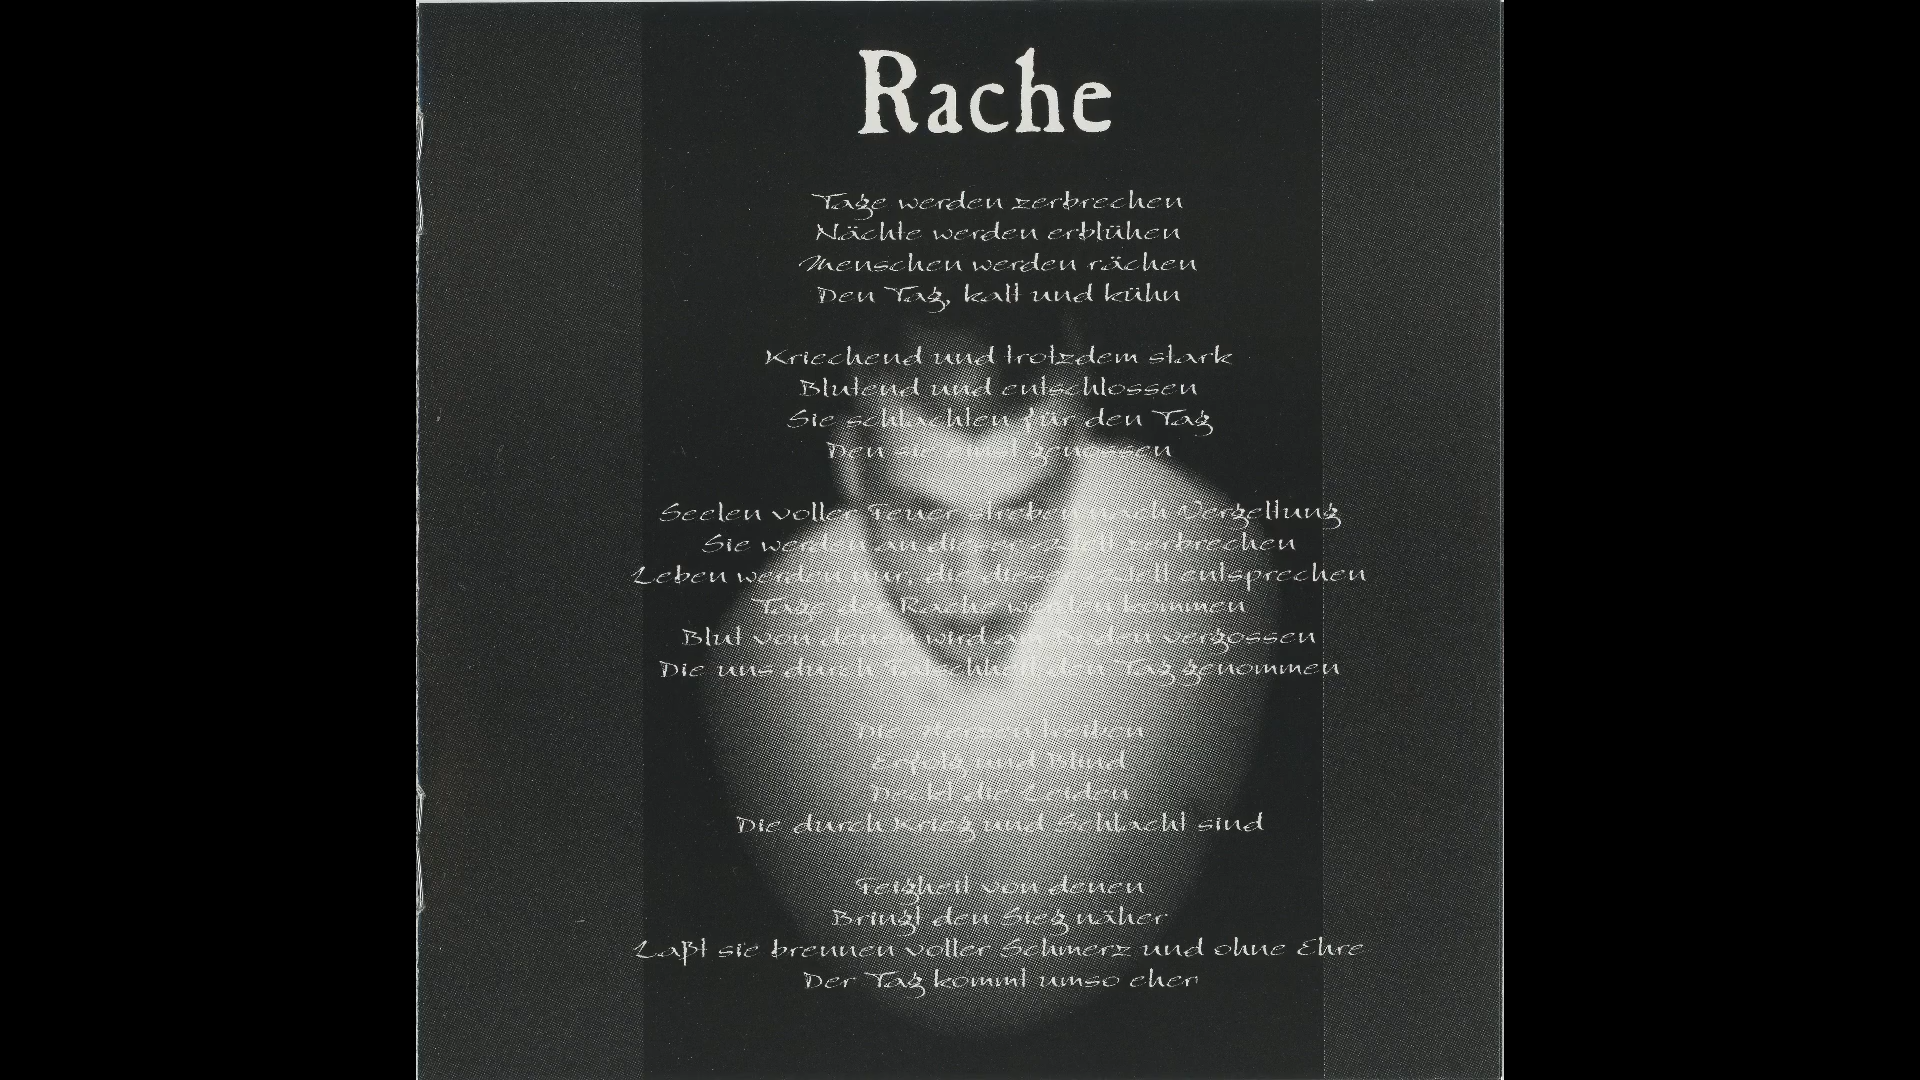 Rache
Tage werden zerbrechen
Nächte werden erblühen
Menschen werden rächen
Den Tag, kalt und kühn
Kriechend und trotzdem stark
Blutend und entschlossen
Sie schlachten für den Tag
Den sie einst genossen
Seelen voller Feuer streben nach Vergeltung
Sie werden an dieser Welt zerbrechen
Leben werden nur, die dieser Welt entsprechen
Tage der Rache werden kommen
Blut von denen wird am Boden vergossen
Die uns durch Falschheit den Tag genommen
Die Herzen treiben
Erfolg und Blind
Deckt die Leiden
Die durch Krieg und Schlacht sind
Feigheit von denen
Bringt den Sieg näher
Laßt sie brennen voller Schmerz und ohne Ehre
Der Tag kommt umso eher